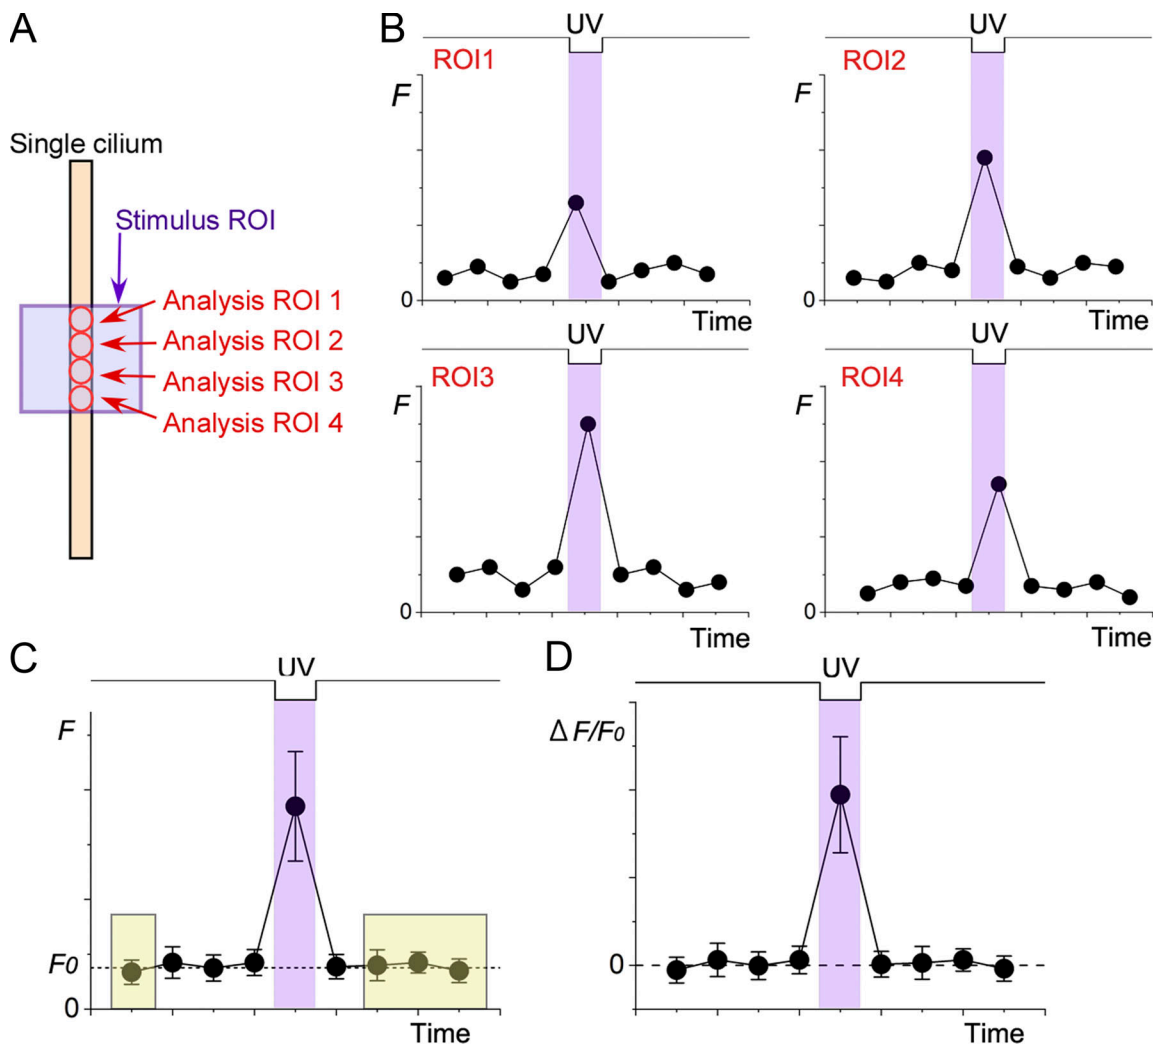 A
Single cilium
Stimulus ROI
Analysis ROI 1
Analysis ROI 2
Analysis ROI 3
Analysis ROI 4
B
UV
ROI1
F
0
Time
UV
ROI2
F
0
Time
UV
ROI3
F
0
Time
UV
ROI4
F
0
Time
C
UV
F
F0
0
Time
D
UV
Δ F/F0
0
Time